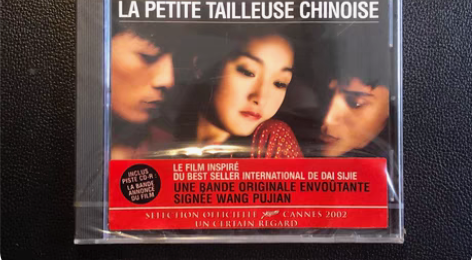 LA PETITE TAILLEUSE CHINOISE
INCLUS
PISTE CD-R :
LA BANDE
ANNONCE
DU FILM
LE FILM INSPIRÉ
DU BEST SELLER INTERNATIONAL DE DAI SIJIE
UNE BANDE ORIGINALE ENVOUTANTE
SIGNÉE WANG PUJIAN
SÉLECTION OFFICIELLE CANNES 2002
UN CERTAIN REGARD